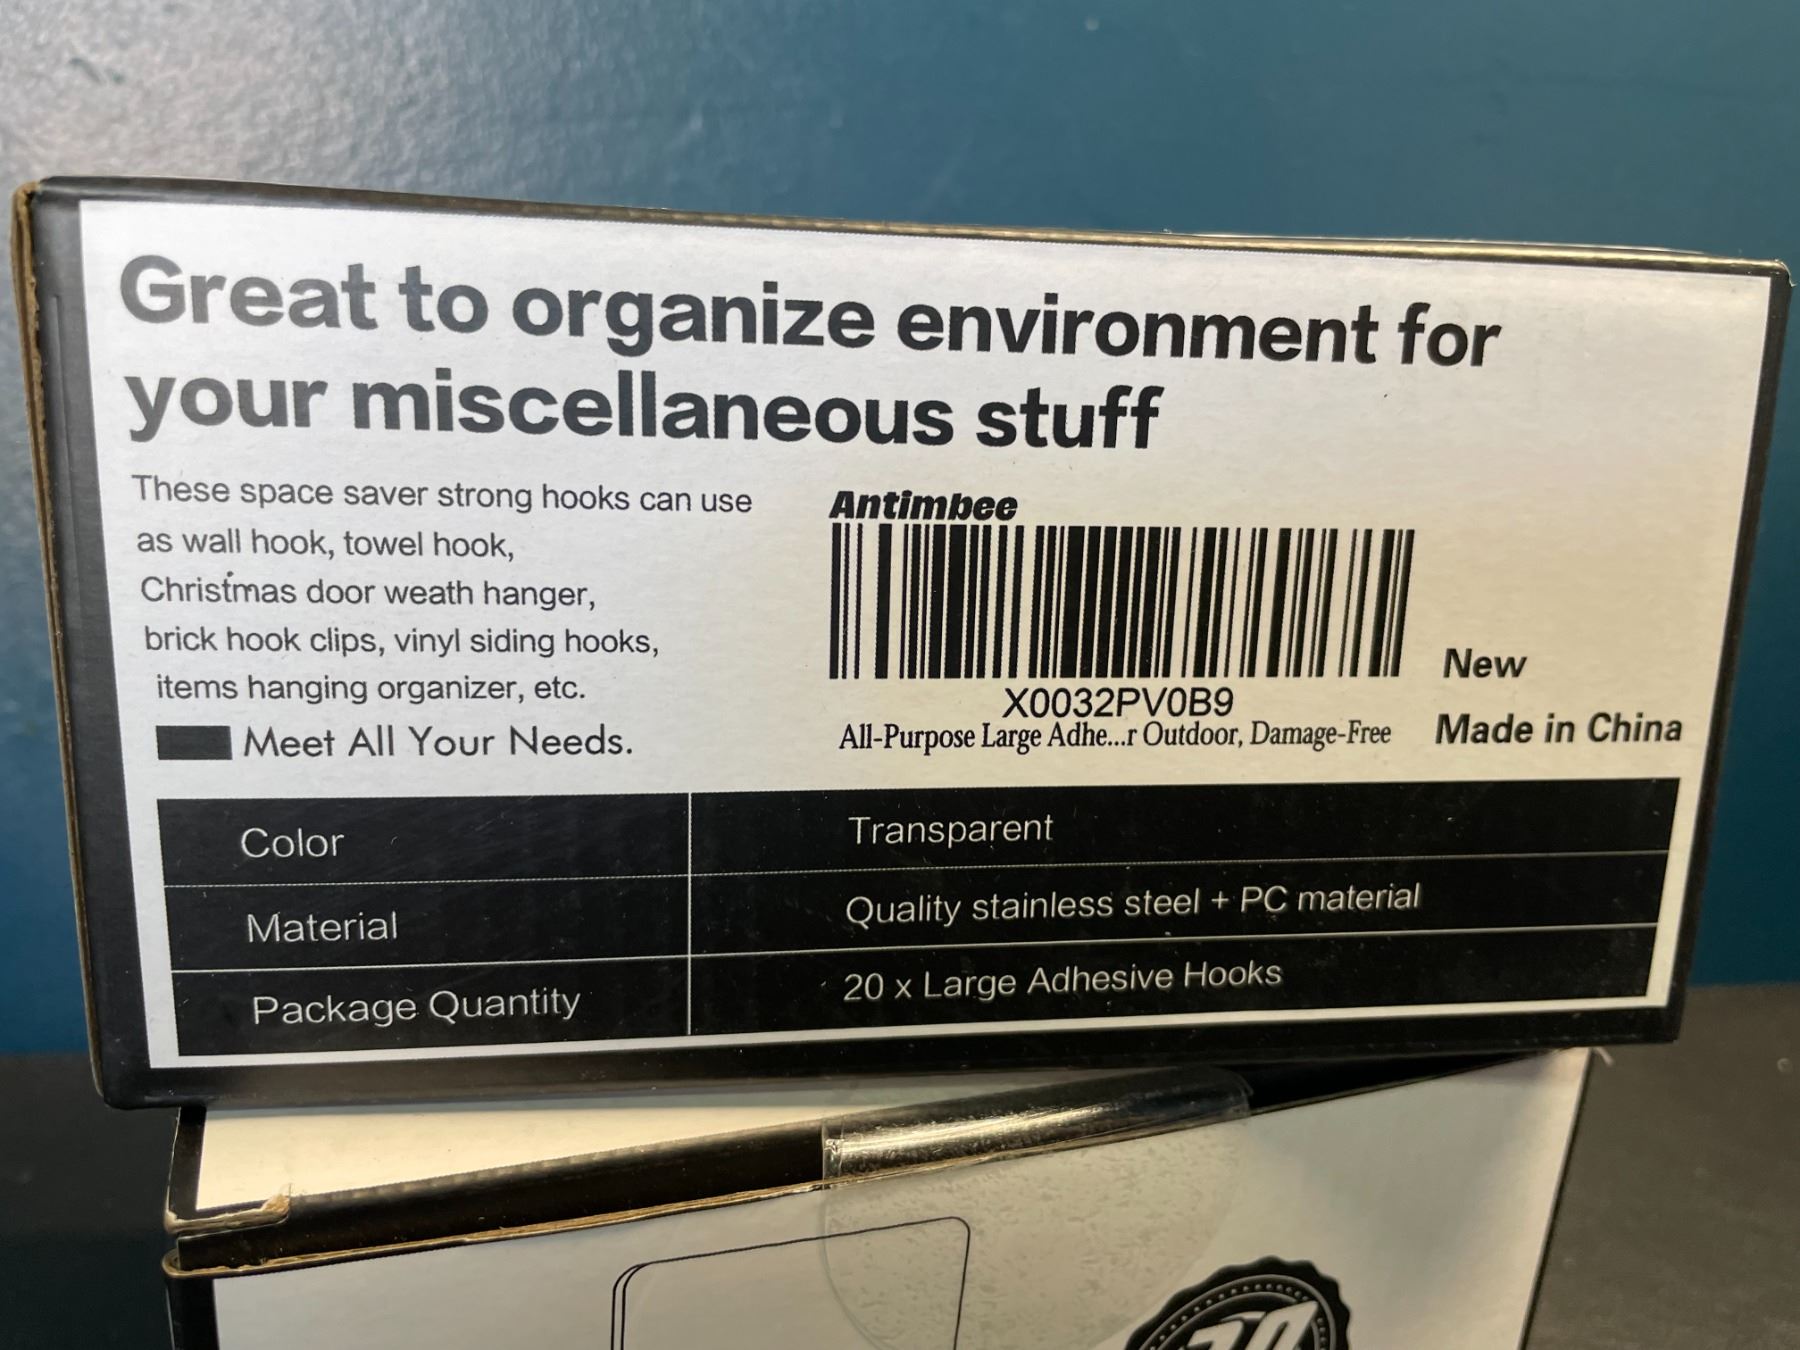 Great to organize environment for
your miscellaneous stuff
These space saver strong hooks can use
as wall hook, towel hook,
Christmas door weath hanger,
brick hook clips, vinyl siding hooks,
items hanging organizer, etc.
Meet All Your Needs.
Antimbee
X0032PV0B9
All-Purpose Large Adhe...r Outdoor, Damage-Free
New
Made in China
Color Transparent
Material Quality stainless steel + PC material
Package Quantity 20 x Large Adhesive Hooks